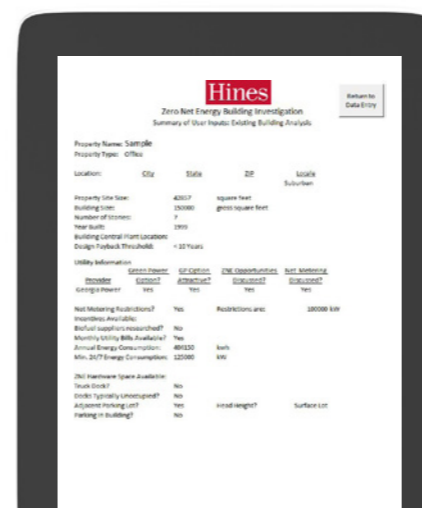 Hines
Return to
Data Entry
Zero Net Energy Building Investigation
Summary of User Inputs: Existing Building Analysis
Property Name: Sample
Property Type: Office
Location: City State ZIP Locale
Suburban
Property Site Size: square feet
Building Size: 150000 gross square feet
Number of Stories: 7
Year Built: 1999
Building Central Plant Location:
Design Payback Threshold: < 10 Years
Utility Information
Green Power GP Option ZNE Opportunities Net Metering
Provider Option? Attractive? Discussed? Discussed?
Georgia Power Yes Yes Yes Yes
Net Metering Restrictions? Yes Restrictions are: 100000 kW
Incentives Available:
Biofuel suppliers researched? No
Monthly Utility Bills Available? Yes
Annual Energy Consumption: kwh
Min. 24/7 Energy Consumption: 125000 kW
ZNE Hardware Space Available:
Truck Dock? No
Docks Typically Unoccupied? No
Adjacent Parking Lot? Yes Head Height? Surface Lot
Parking in Building? No